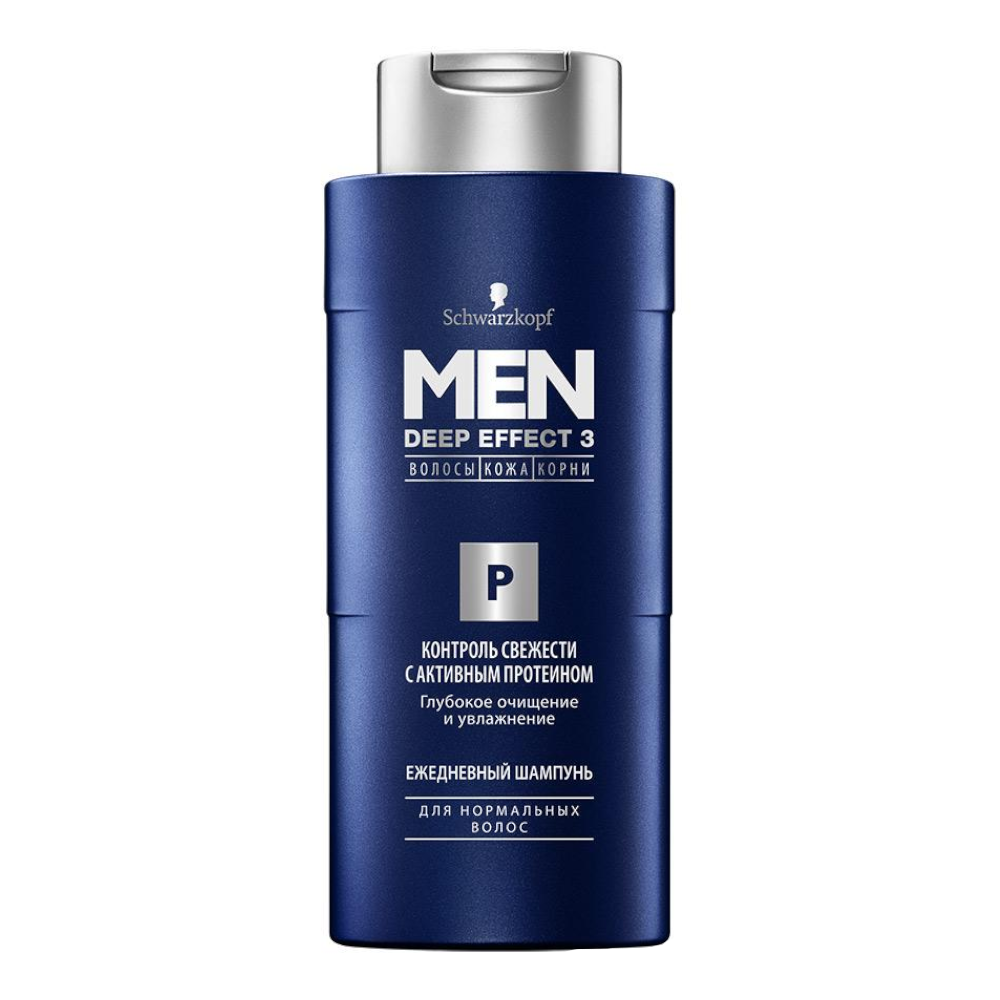 Schwarzkopf
MEN
DEEP EFFECT 3
ВОЛОСЫ|КОЖА|КОРНИ
P
КОНТРОЛЬ СВЕЖЕСТИ
С АКТИВНЫМ ПРОТЕИНОМ
Глубокое очищение
и увлажнение
ЕЖЕДНЕВНЫЙ ШАМПУНЬ
ДЛЯ НОРМАЛЬНЫХ
ВОЛОС